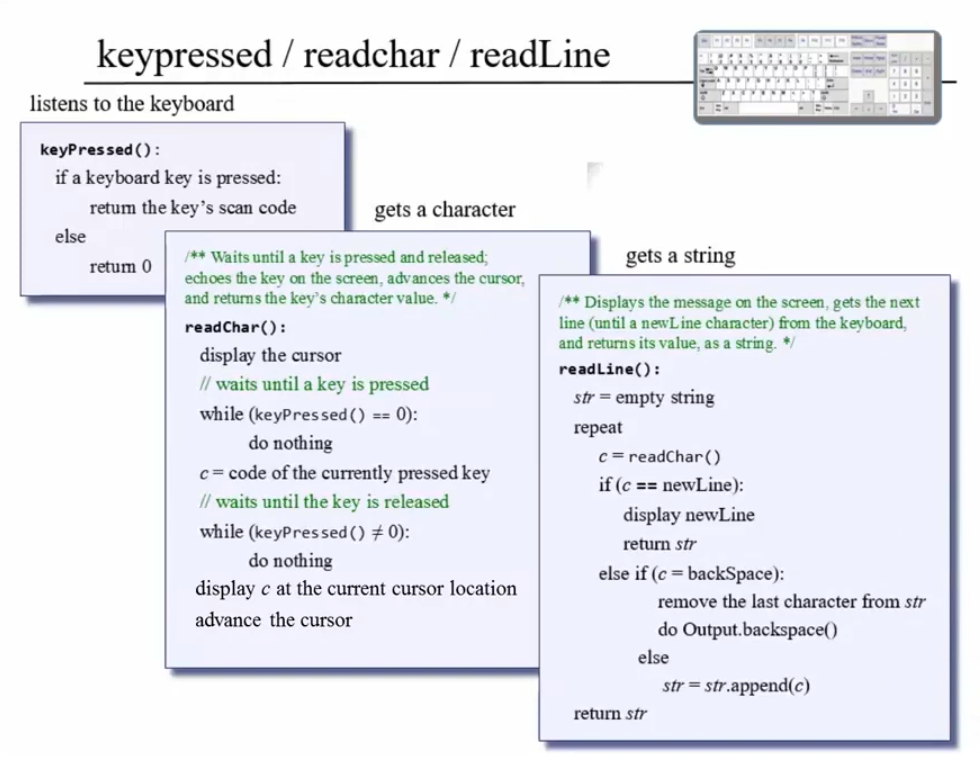 keypressed / readchar / readLine
listens to the keyboard
keyPressed():
if a keyboard key is pressed:
return the key's scan code
else
return 0
gets a character
/** Waits until a key is pressed and released;
echoes the key on the screen, advances the cursor,
and returns the key's character value. */
readChar():
display the cursor
// waits until a key is pressed
while (keyPressed() == 0):
do nothing
c = code of the currently pressed key
// waits until the key is released
while (keyPressed() ≠ 0):
do nothing
display c at the current cursor location
advance the cursor
gets a string
/** Displays the message on the screen, gets the next
line (until a newLine character) from the keyboard,
and returns its value, as a string. */
readLine():
str = empty string
repeat
c = readChar()
if (c == newLine):
display newLine
return str
else if (c = backSpace):
remove the last character from str
do Output.backspace()
else
str = str.append(c)
return str